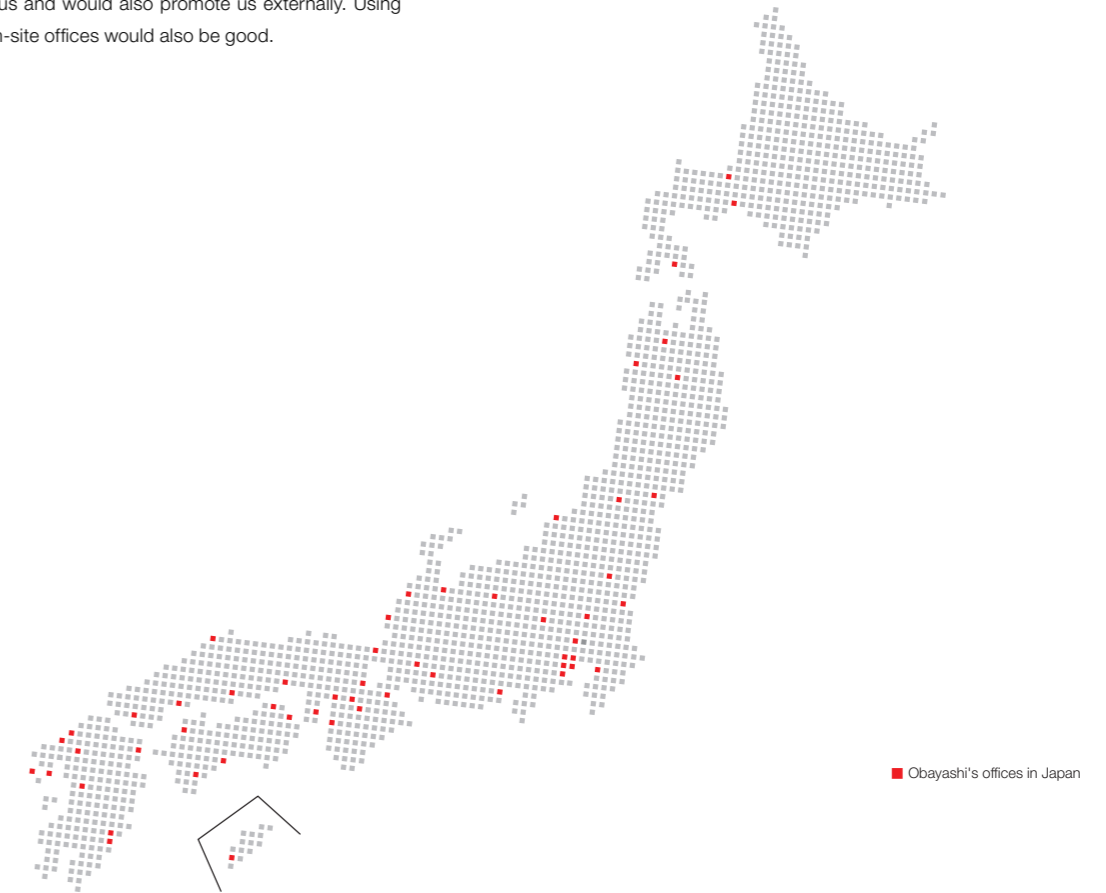 us and would also promote us externally. Using
n-site offices would also be good.
Obayashi's offices in Japan